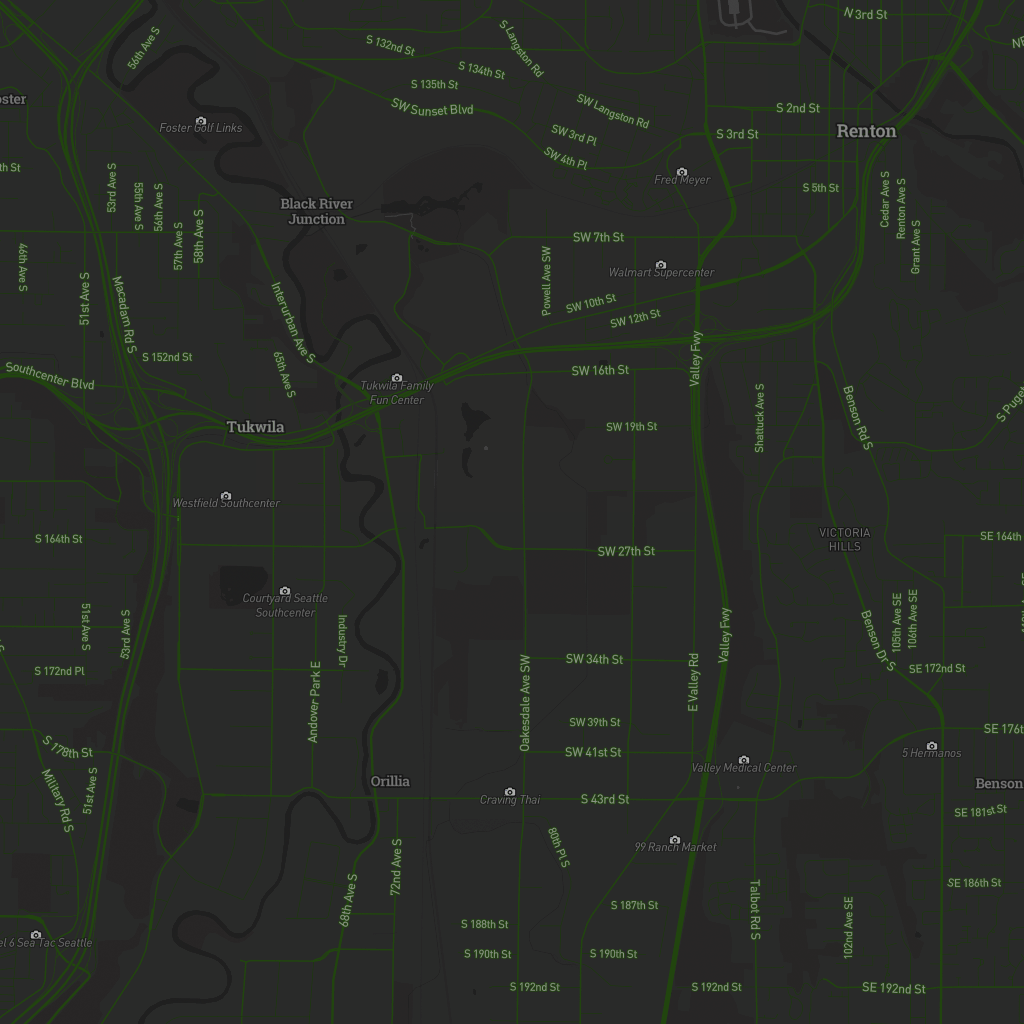 N 3rd St
NE
56th Ave S
S 132nd St
S Langston Rd
S 134th St
S 135th St
SW Sunset Blvd
SW Langston Rd
S 2nd St
oster
Foster Golf Links
SW 3rd Pl
S 3rd St
Renton
SW 4th Pl
th St
Fred Meyer
53rd Ave S
55th Ave S
56th Ave S
57th Ave S
58th Ave S
S 5th St
Cedar Ave S
Renton Ave S
Grant Ave S
Black River
Junction
46th Ave S
SW 7th St
Walmart Supercenter
Powell Ave SW
51st Ave S
Macadam Rd S
Interurban Ave S
SW 10th St
SW 12th St
Valley Fwy
S 152nd St
65th Ave S
Southcenter Blvd
Tukwila Family
Fun Center
SW 16th St
Shattuck Ave S
Benson Rd S
S Puget
Tukwila
SW 19th St
Westfield Southcenter
S 164th St
SW 27th St
VICTORIA
HILLS
SE 164th
Courtyard Seattle
Southcenter
51st Ave S
53rd Ave S
Industry Dr
Valley Fwy
Benson Dr S
105th Ave SE
106th Ave SE
SE
S 172nd Pl
SW 34th St
E Valley Rd
SE 172nd St
Andover Park E
Oakesdale Ave SW
SW 39th St
SE 176t
S 178th St
SW 41st St
5 Hermanos
Valley Medical Center
Military Rd S
51st Ave S
Orillia
Benson
Craving Thai
S 43rd St
SE 181st St
80th Pl S
99 Ranch Market
72nd Ave S
68th Ave S
SE 186th St
S 187th St
Talbot Rd S
102nd Ave SE
S 188th St
el 6 Sea Tac Seattle
S 190th St
S 190th St
S 192nd St
S 192nd St
SE 192nd St